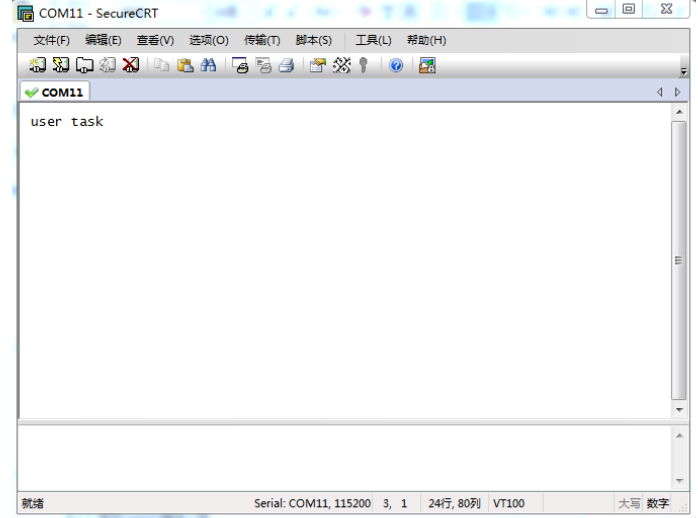 COM11 - SecureCRT
文件(F) 编辑(E) 查看(V) 选项(O) 传输(T) 脚本(S) 工具(L) 帮助(H)
COM11
user task
就绪 Serial: COM11, 115200 3, 1 24行, 80列 VT100 大写 数字